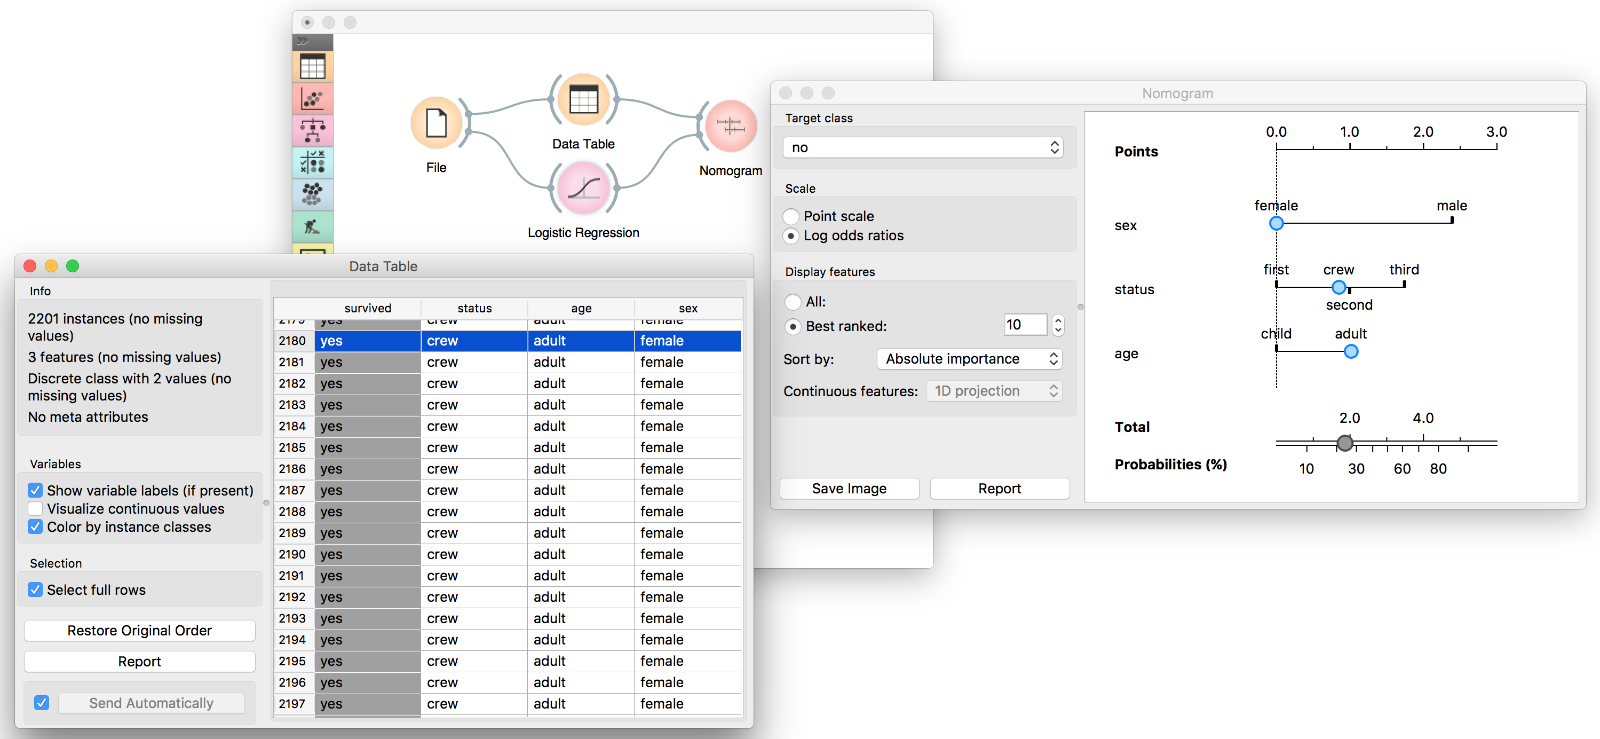 File
Data Table
Logistic Regression
Nomogram
Data Table
Info
2201 instances (no missing
values)
3 features (no missing values)
Discrete class with 2 values (no
missing values)
No meta attributes
Variables
Show variable labels (if present)
Visualize continuous values
Color by instance classes
Selection
Select full rows
Restore Original Order
Report
Send Automatically
survived status age sex
2179 yes crew adult female
2180 yes crew adult female
2181 yes crew adult female
2182 yes crew adult female
2183 yes crew adult female
2184 yes crew adult female
2185 yes crew adult female
2186 yes crew adult female
2187 yes crew adult female
2188 yes crew adult female
2189 yes crew adult female
2190 yes crew adult female
2191 yes crew adult female
2192 yes crew adult female
2193 yes crew adult female
2194 yes crew adult female
2195 yes crew adult female
2196 yes crew adult female
2197 yes crew adult female
Nomogram
Target class
no
Scale
Point scale
Log odds ratios
Display features
All:
Best ranked: 10
Sort by: Absolute importance
Continuous features: 1D projection
Save Image
Report
0.0 1.0 2.0 3.0
Points
female male
sex
first crew third
status
second
child adult
age
2.0 4.0
Total
Probabilities (%)
10 30 60 80